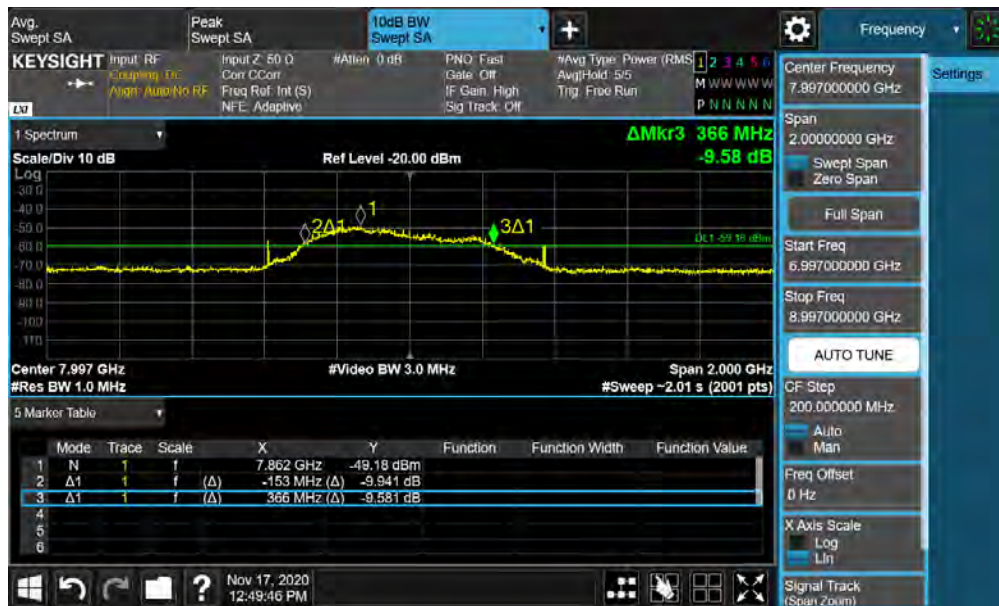 Avg.
Swept SA
Peak
Swept SA
10dB BW
Swept SA
Frequency
KEYSIGHT
LXI
Input: RF
Coupling: DC
Align: Auto/No RF
Input Z: 50 Ω
Corr CCorr
Freq Ref: Int (S)
NFE: Adaptive
#Atten: 0 dB
PNO: Fast
Gate: Off
IF Gain: High
Sig Track: Off
#Avg Type: Power (RMS
Avg|Hold: 5/5
Trig: Free Run
1 2 3 4 5 6
M W W W W W
P N N N N N
1 Spectrum
ΔMkr3 366 MHz
Scale/Div 10 dB
Ref Level -20.00 dBm
-9.58 dB
Log
-30.0
-40.0
-50.0
-60.0
-70.0
-80.0
-90.0
-100
-110
1
2Δ1
3Δ1
DL1 -59.18 dBm
Center 7.997 GHz
#Video BW 3.0 MHz
Span 2.000 GHz
#Res BW 1.0 MHz
#Sweep ~2.01 s (2001 pts)
5 Marker Table
Mode Trace Scale X Y Function Function Width Function Value
1 N 1 f 7.862 GHz -49.18 dBm
2 Δ1 1 f (Δ) -153 MHz (Δ) -9.941 dB
3 Δ1 1 f (Δ) 366 MHz (Δ) -9.581 dB
4
5
6
Center Frequency
7.997000000 GHz
Settings
Span
2.00000000 GHz
Swept Span
Zero Span
Full Span
Start Freq
6.997000000 GHz
Stop Freq
8.997000000 GHz
AUTO TUNE
CF Step
200.000000 MHz
Auto
Man
Freq Offset
0 Hz
X Axis Scale
Log
Lin
Signal Track
(Span Zoom)
?
Nov 17, 2020
12:49:46 PM